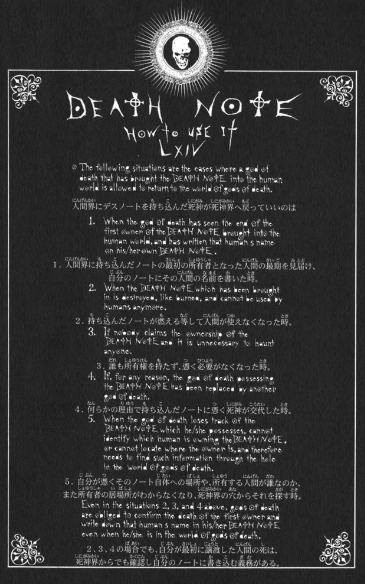 DEATH NOTE
HOW to USE IT
LXIV
The following situations are the cases where a god of
death that has brought the DEATH NOTE into the human
world is allowed to return to the world of gods of death.
人間界にデスノートを持ち込んだ死神が死神界へ戻っていいのは
1. When the god of death has seen the end of the
first owner of the DEATH NOTE brought into the
human world, and has written that human's name
on his/her own DEATH NOTE.
1. 人間界に持ち込んだノートの最初の所有者となった人間の最期を見届け、
自分のノートにその人間の名前を書いた時。
2. When the DEATH NOTE which has been brought
in is destroyed, like burned, and cannot be used by
humans anymore.
2. 持ち込んだノートが燃える等して人間が使えなくなった時。
3. If nobody claims the ownership of the
DEATH NOTE and it is unnecessary to haunt
anyone.
3. 誰も所有権を持たず、憑く必要がなくなった時。
4. If, for any reason, the god of death possessing
the DEATH NOTE has been replaced by another
god of death.
4. 何らかの理由で持ち込んだノートに憑く死神が交代した時。
5. When the god of death loses track of the
DEATH NOTE which he/she possesses, cannot
identify which human is owning the DEATH NOTE,
or cannot locate where the owner is, and therefore
needs to find such information through the hole
in the world of gods of death.
5. 自分が憑くそのノート自体への場所や、所有する人間が誰なのか、
また所有者の居場所がわからなくなり、死神界の穴からそれを探す時。
Even in the situations 2, 3, and 4 above, gods of death
are obliged to confirm the death of the first owner and
write down that human's name in his/her DEATH NOTE
even when he/she is in the world of gods of death.
2.3.4の場合でも、自分が最初に譲渡した人間の死は、
死神界からでも確認し自分のノートに書き込む義務がある。